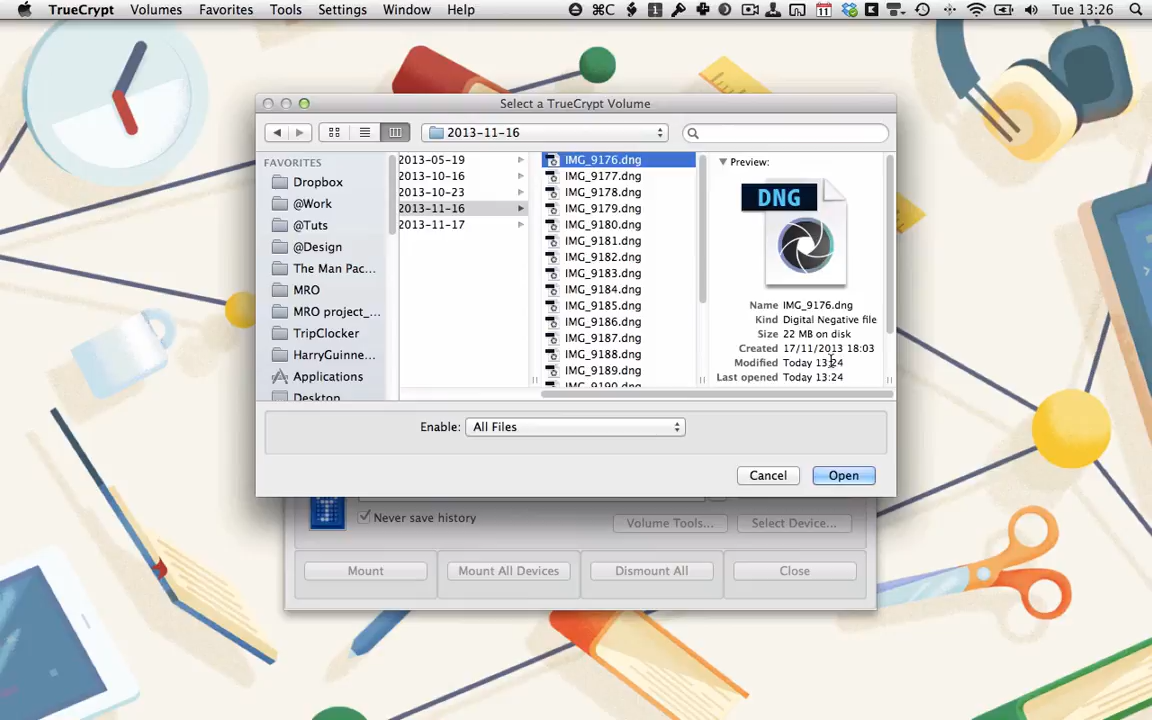 TrueCrypt Volumes Favorites Tools Settings Window Help
⌘C 1 11 Tue 13:26
Select a TrueCrypt Volume
2013-11-16
FAVORITES
Dropbox
@Work
@Tuts
@Design
The Man Pac...
MRO
MRO project_...
TripClocker
HarryGuinne...
Applications
Desktop
2013-05-19
2013-10-16
2013-10-23
2013-11-16
2013-11-17
IMG_9176.dng
IMG_9177.dng
IMG_9178.dng
IMG_9179.dng
IMG_9180.dng
IMG_9181.dng
IMG_9182.dng
IMG_9183.dng
IMG_9184.dng
IMG_9185.dng
IMG_9186.dng
IMG_9187.dng
IMG_9188.dng
IMG_9189.dng
IMG_9190.dng
Preview:
DNG
Name IMG_9176.dng
Kind Digital Negative file
Size 22 MB on disk
Created 17/11/2013 18:03
Modified Today 13:24
Last opened Today 13:24
Enable: All Files
Cancel Open
Never save history
Volume Tools... Select Device...
Mount Mount All Devices Dismount All Close